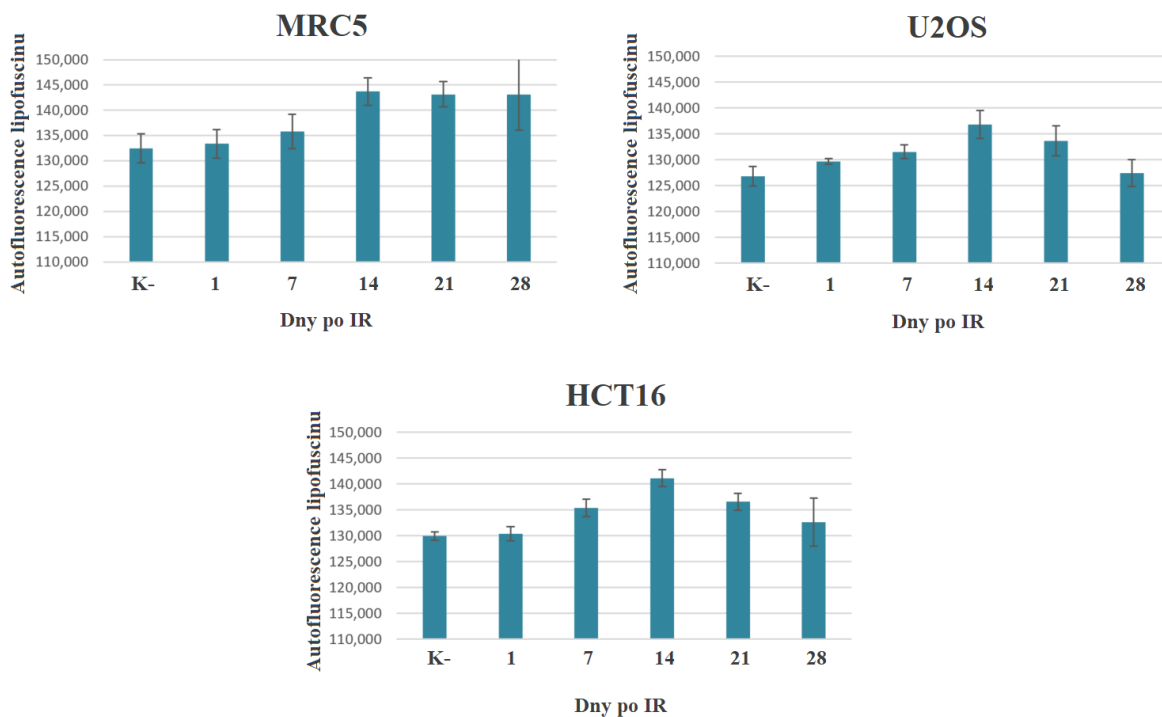 MRC5
Autofluorescence lipofuscinu
150,000
145,000
140,000
135,000
130,000
125,000
120,000
115,000
110,000
K- 1 7 14 21 28
Dny po IR
U2OS
Autofluorescence lipofuscinu
150,000
145,000
140,000
135,000
130,000
125,000
120,000
115,000
110,000
K- 1 7 14 21 28
Dny po IR
HCT16
Autofluorescence lipofuscinu
150,000
145,000
140,000
135,000
130,000
125,000
120,000
115,000
110,000
K- 1 7 14 21 28
Dny po IR